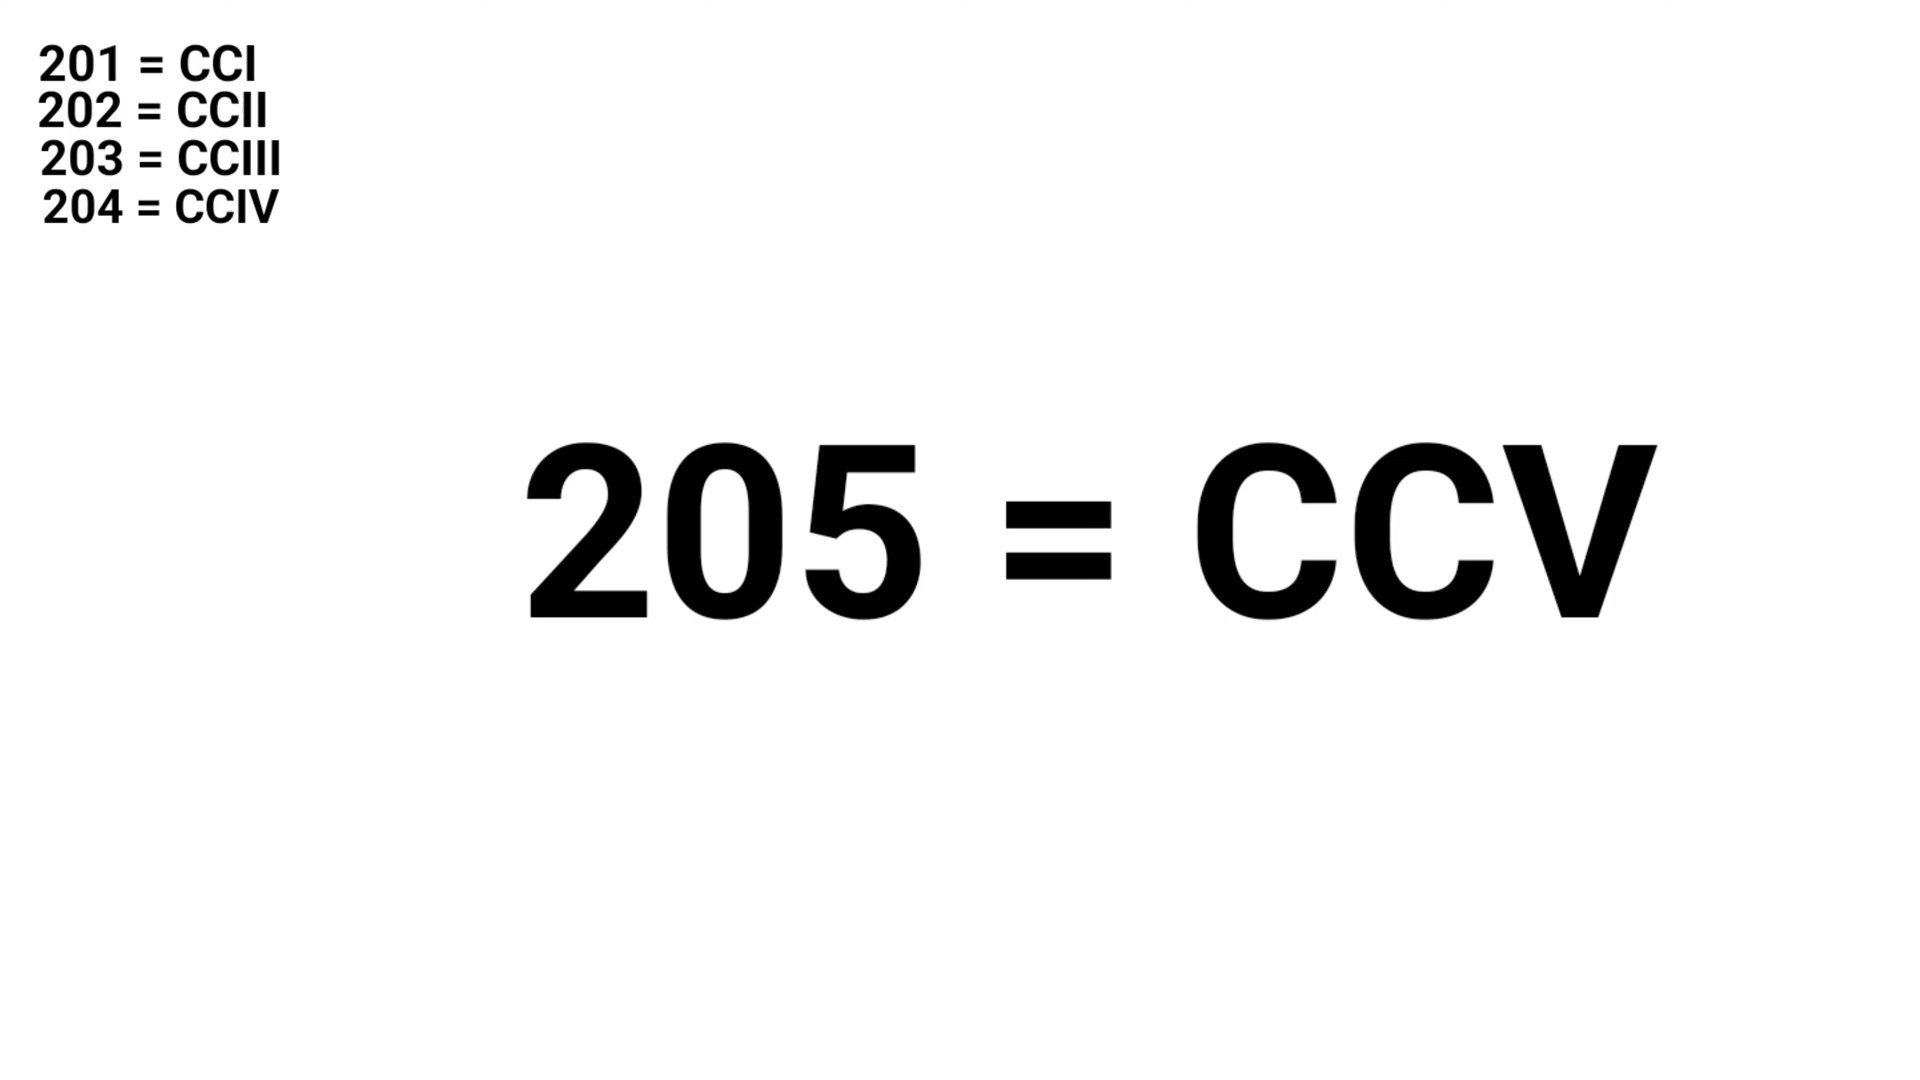 201 = CCI
202 = CCII
203 = CCIII
204 = CCIV
205 = CCV